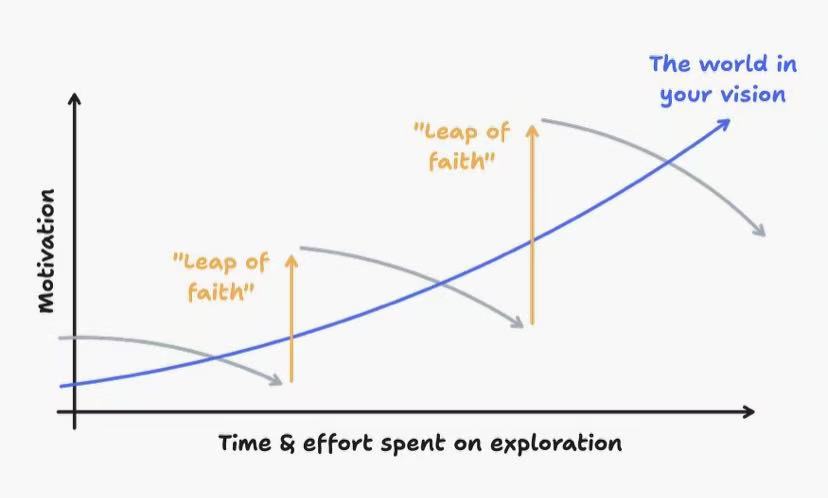 The world in
your vision
"Leap of
faith"
"Leap of
faith"
Motivation
Time & effort spent on exploration